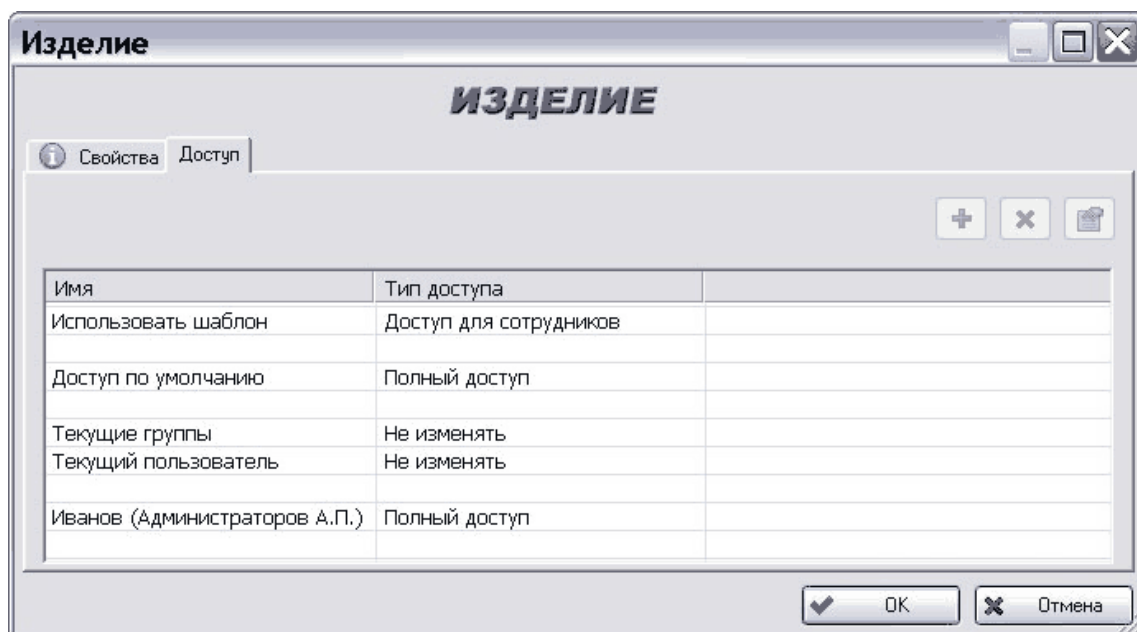 Изделие
ИЗДЕЛИЕ
Свойства Доступ
Имя Тип доступа
Использовать шаблон Доступ для сотрудников
Доступ по умолчанию Полный доступ
Текущие группы Не изменять
Текущий пользователь Не изменять
Иванов (Администраторов А.П.) Полный доступ
OK Отмена